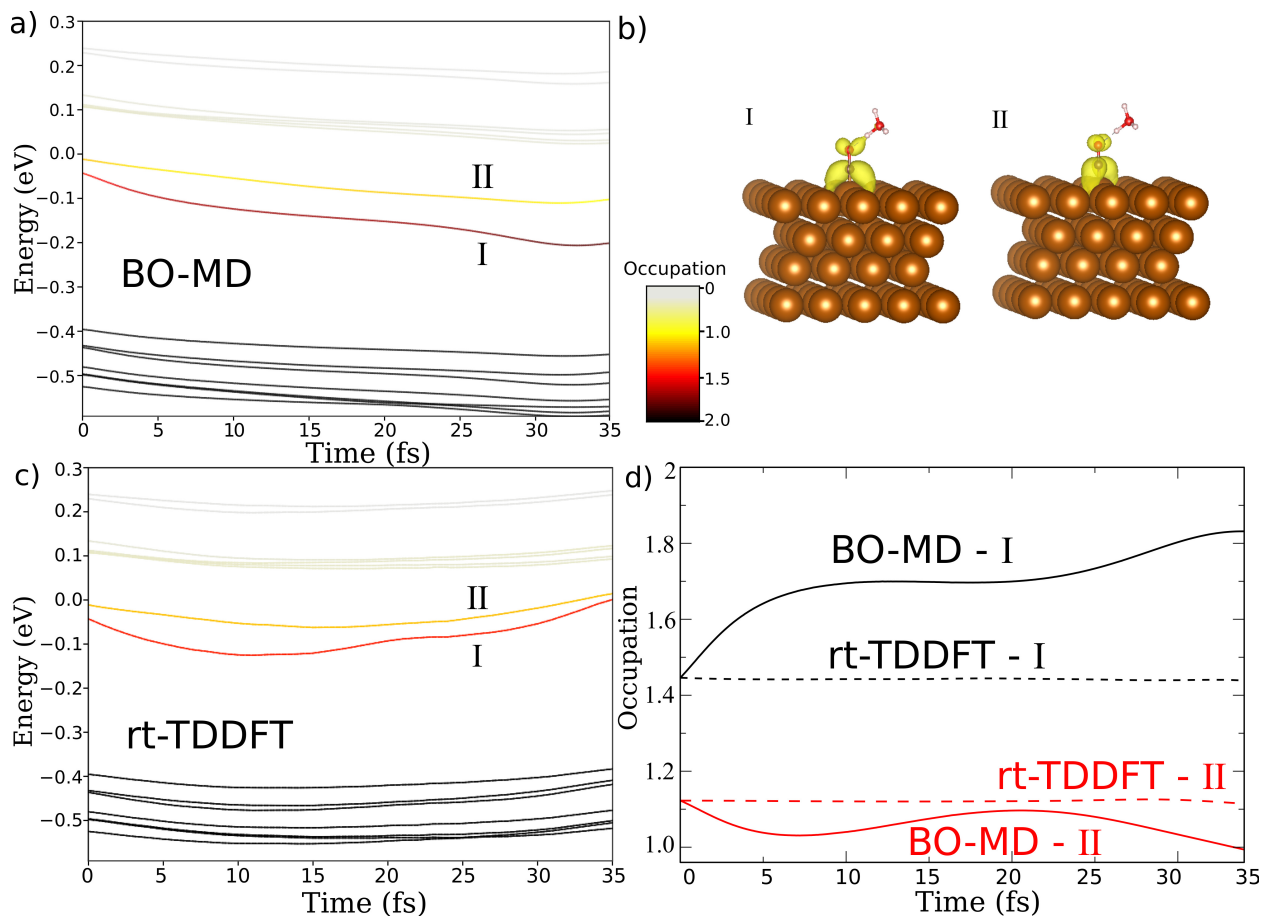 a)
0.3
0.2
0.1
0.0
−0.1
−0.2
−0.3
−0.4
−0.5
Energy (eV)
II
I
BO-MD
0 5 10 15 20 25 30 35
Time (fs)
b)
I
II
Occupation
0
1.0
1.5
2.0
c)
0.3
0.2
0.1
0.0
−0.1
−0.2
−0.3
−0.4
−0.5
Energy (eV)
II
I
rt-TDDFT
0 5 10 15 20 25 30 35
Time (fs)
d)
2
1.8
1.6
1.4
1.2
1.0
Occupation
BO-MD - I
rt-TDDFT - I
rt-TDDFT - II
BO-MD - II
0 5 10 15 20 25 30 35
Time (fs)